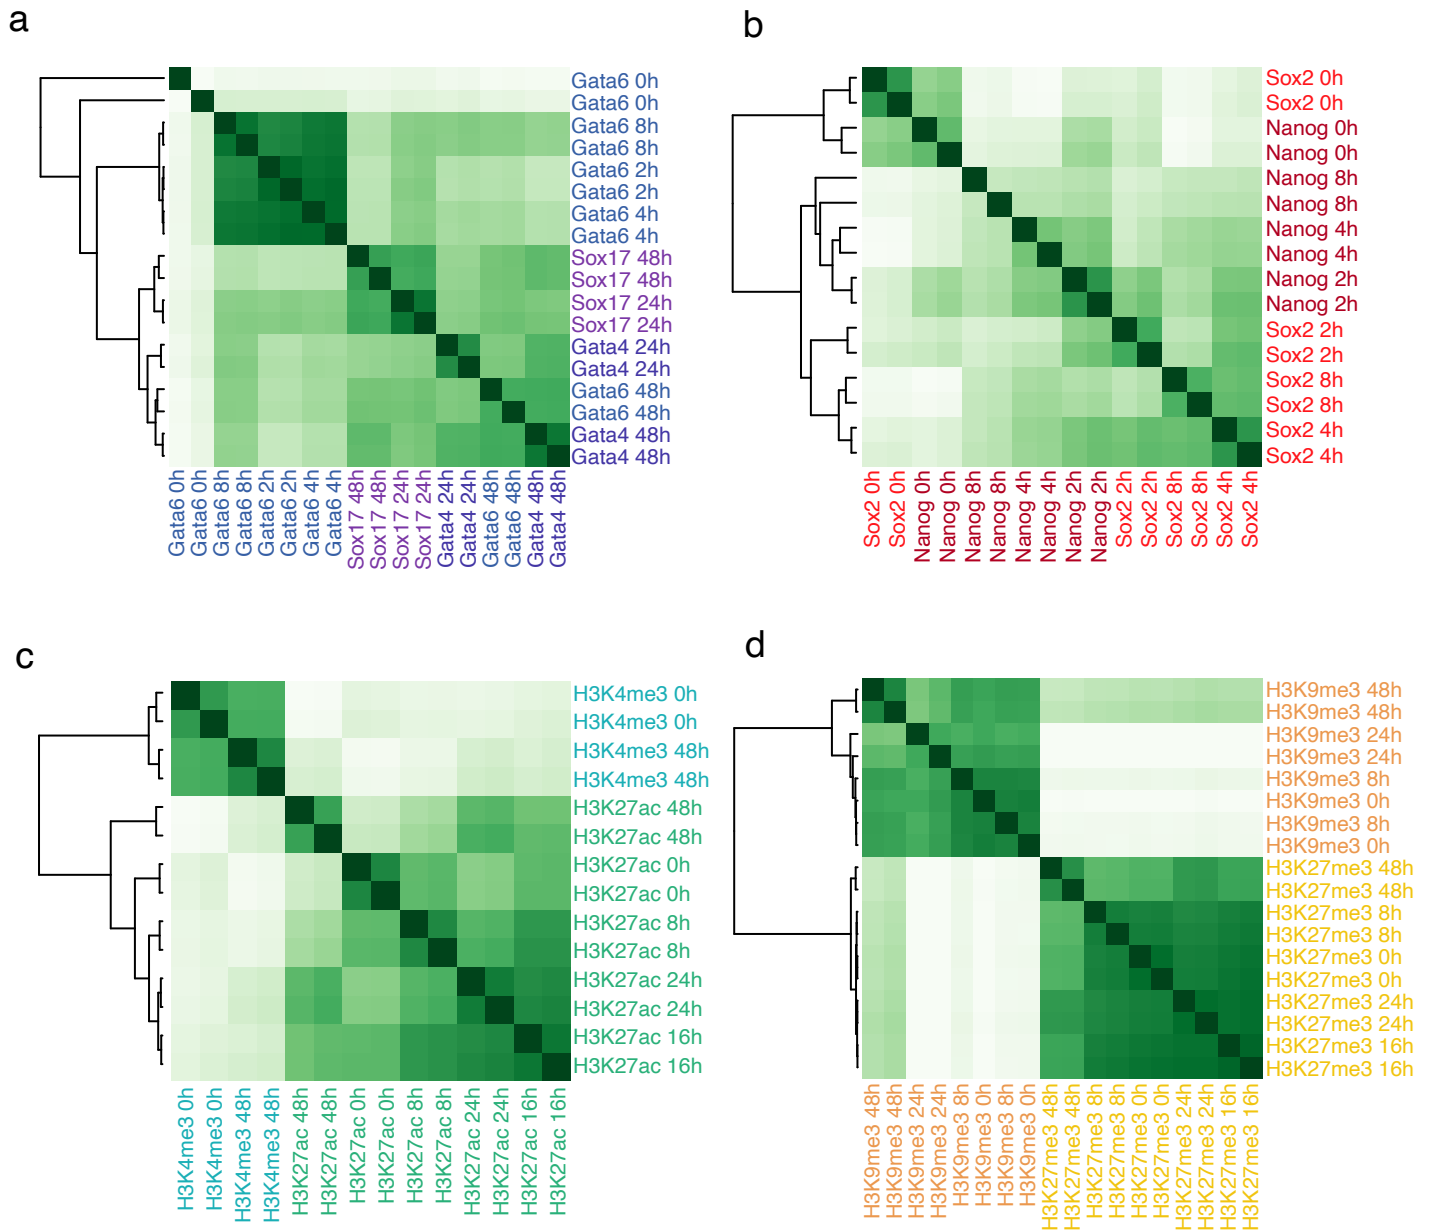 a
Gata6 0h
Gata6 0h
Gata6 8h
Gata6 8h
Gata6 2h
Gata6 2h
Gata6 4h
Gata6 4h
Sox17 48h
Sox17 48h
Sox17 24h
Sox17 24h
Gata4 24h
Gata4 24h
Gata6 48h
Gata6 48h
Gata4 48h
Gata4 48h
Gata6 0h
Gata6 0h
Gata6 8h
Gata6 8h
Gata6 2h
Gata6 2h
Gata6 4h
Gata6 4h
Sox17 48h
Sox17 48h
Sox17 24h
Sox17 24h
Gata4 24h
Gata4 24h
Gata6 48h
Gata6 48h
Gata4 48h
Gata4 48h
b
Sox2 0h
Sox2 0h
Nanog 0h
Nanog 0h
Nanog 8h
Nanog 8h
Nanog 4h
Nanog 4h
Nanog 2h
Nanog 2h
Sox2 2h
Sox2 2h
Sox2 8h
Sox2 8h
Sox2 4h
Sox2 4h
Sox2 0h
Sox2 0h
Nanog 0h
Nanog 0h
Nanog 8h
Nanog 8h
Nanog 4h
Nanog 4h
Nanog 2h
Nanog 2h
Sox2 2h
Sox2 2h
Sox2 8h
Sox2 8h
Sox2 4h
Sox2 4h
c
H3K4me3 0h
H3K4me3 0h
H3K4me3 48h
H3K4me3 48h
H3K27ac 48h
H3K27ac 48h
H3K27ac 0h
H3K27ac 0h
H3K27ac 8h
H3K27ac 8h
H3K27ac 24h
H3K27ac 24h
H3K27ac 16h
H3K27ac 16h
H3K4me3 0h
H3K4me3 0h
H3K4me3 48h
H3K4me3 48h
H3K27ac 48h
H3K27ac 48h
H3K27ac 0h
H3K27ac 0h
H3K27ac 8h
H3K27ac 8h
H3K27ac 24h
H3K27ac 24h
H3K27ac 16h
H3K27ac 16h
d
H3K9me3 48h
H3K9me3 48h
H3K9me3 24h
H3K9me3 24h
H3K9me3 8h
H3K9me3 0h
H3K9me3 8h
H3K9me3 0h
H3K27me3 48h
H3K27me3 48h
H3K27me3 8h
H3K27me3 8h
H3K27me3 0h
H3K27me3 0h
H3K27me3 24h
H3K27me3 24h
H3K27me3 16h
H3K27me3 16h
H3K9me3 48h
H3K9me3 48h
H3K9me3 24h
H3K9me3 24h
H3K9me3 8h
H3K9me3 0h
H3K9me3 8h
H3K9me3 0h
H3K27me3 48h
H3K27me3 48h
H3K27me3 8h
H3K27me3 8h
H3K27me3 0h
H3K27me3 0h
H3K27me3 24h
H3K27me3 24h
H3K27me3 16h
H3K27me3 16h